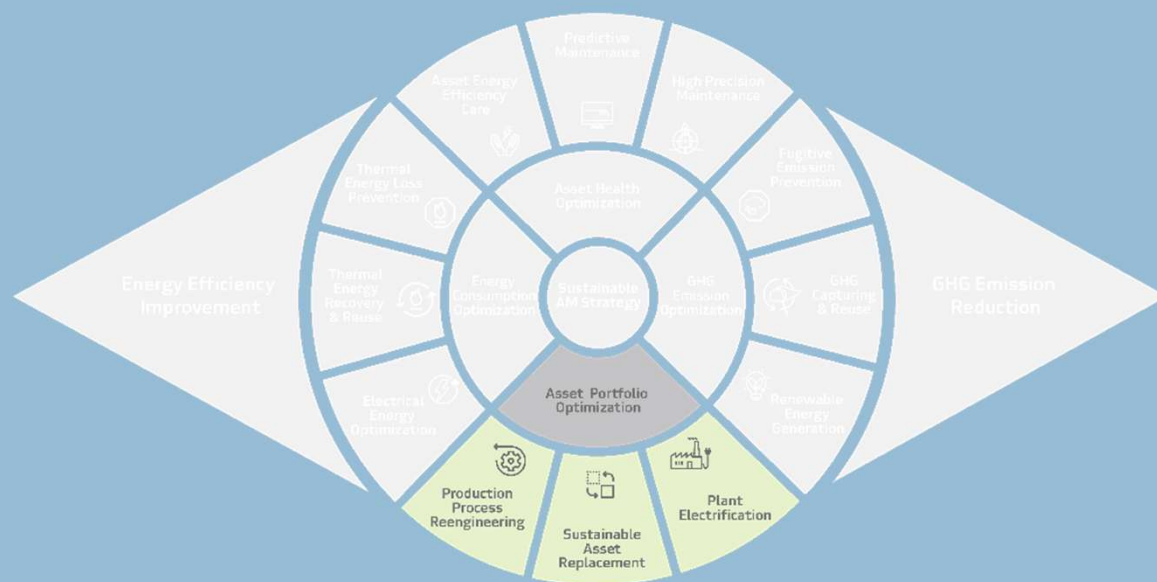 Predictive
Maintenance
Asset Energy
Efficiency
Care
High Precision
Maintenance
Thermal
Energy Loss
Prevention
Fugitive
Emission
Prevention
Asset Health
Optimization
Energy Efficiency
Improvement
Thermal
Energy
Recovery
& Reuse
Energy
Consumption
Optimization
Sustainable
AM Strategy
GHG
Emission
Optimization
GHG
Capturing
& Reuse
GHG Emission
Reduction
Electrical
Energy
Optimization
Asset Portfolio
Optimization
Renewable
Energy
Generation
Production
Process
Reengineering
Sustainable
Asset
Replacement
Plant
Electrification